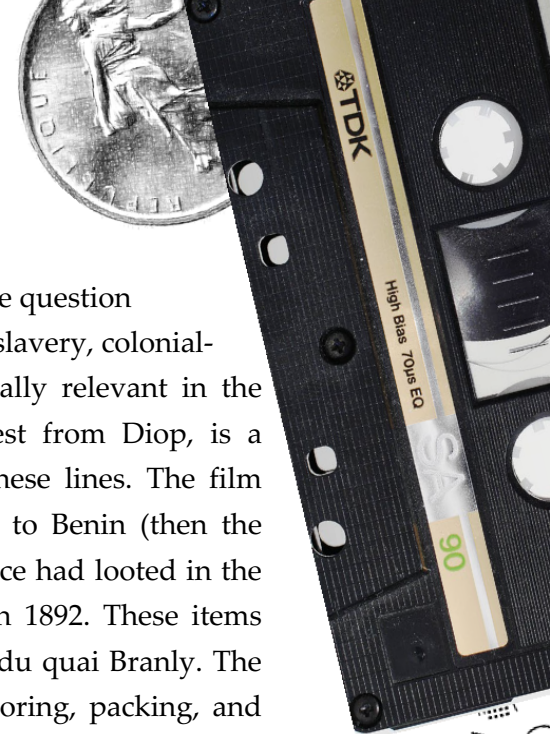 REPUBLIQUE
TDK
High Bias 70µs EQ
SA
90
e question
slavery, colonial-
ally relevant in the
est from Diop, is a
hese lines. The film
to Benin (then the
ce had looted in the
n 1892. These items
du quai Branly. The
oring, packing, and